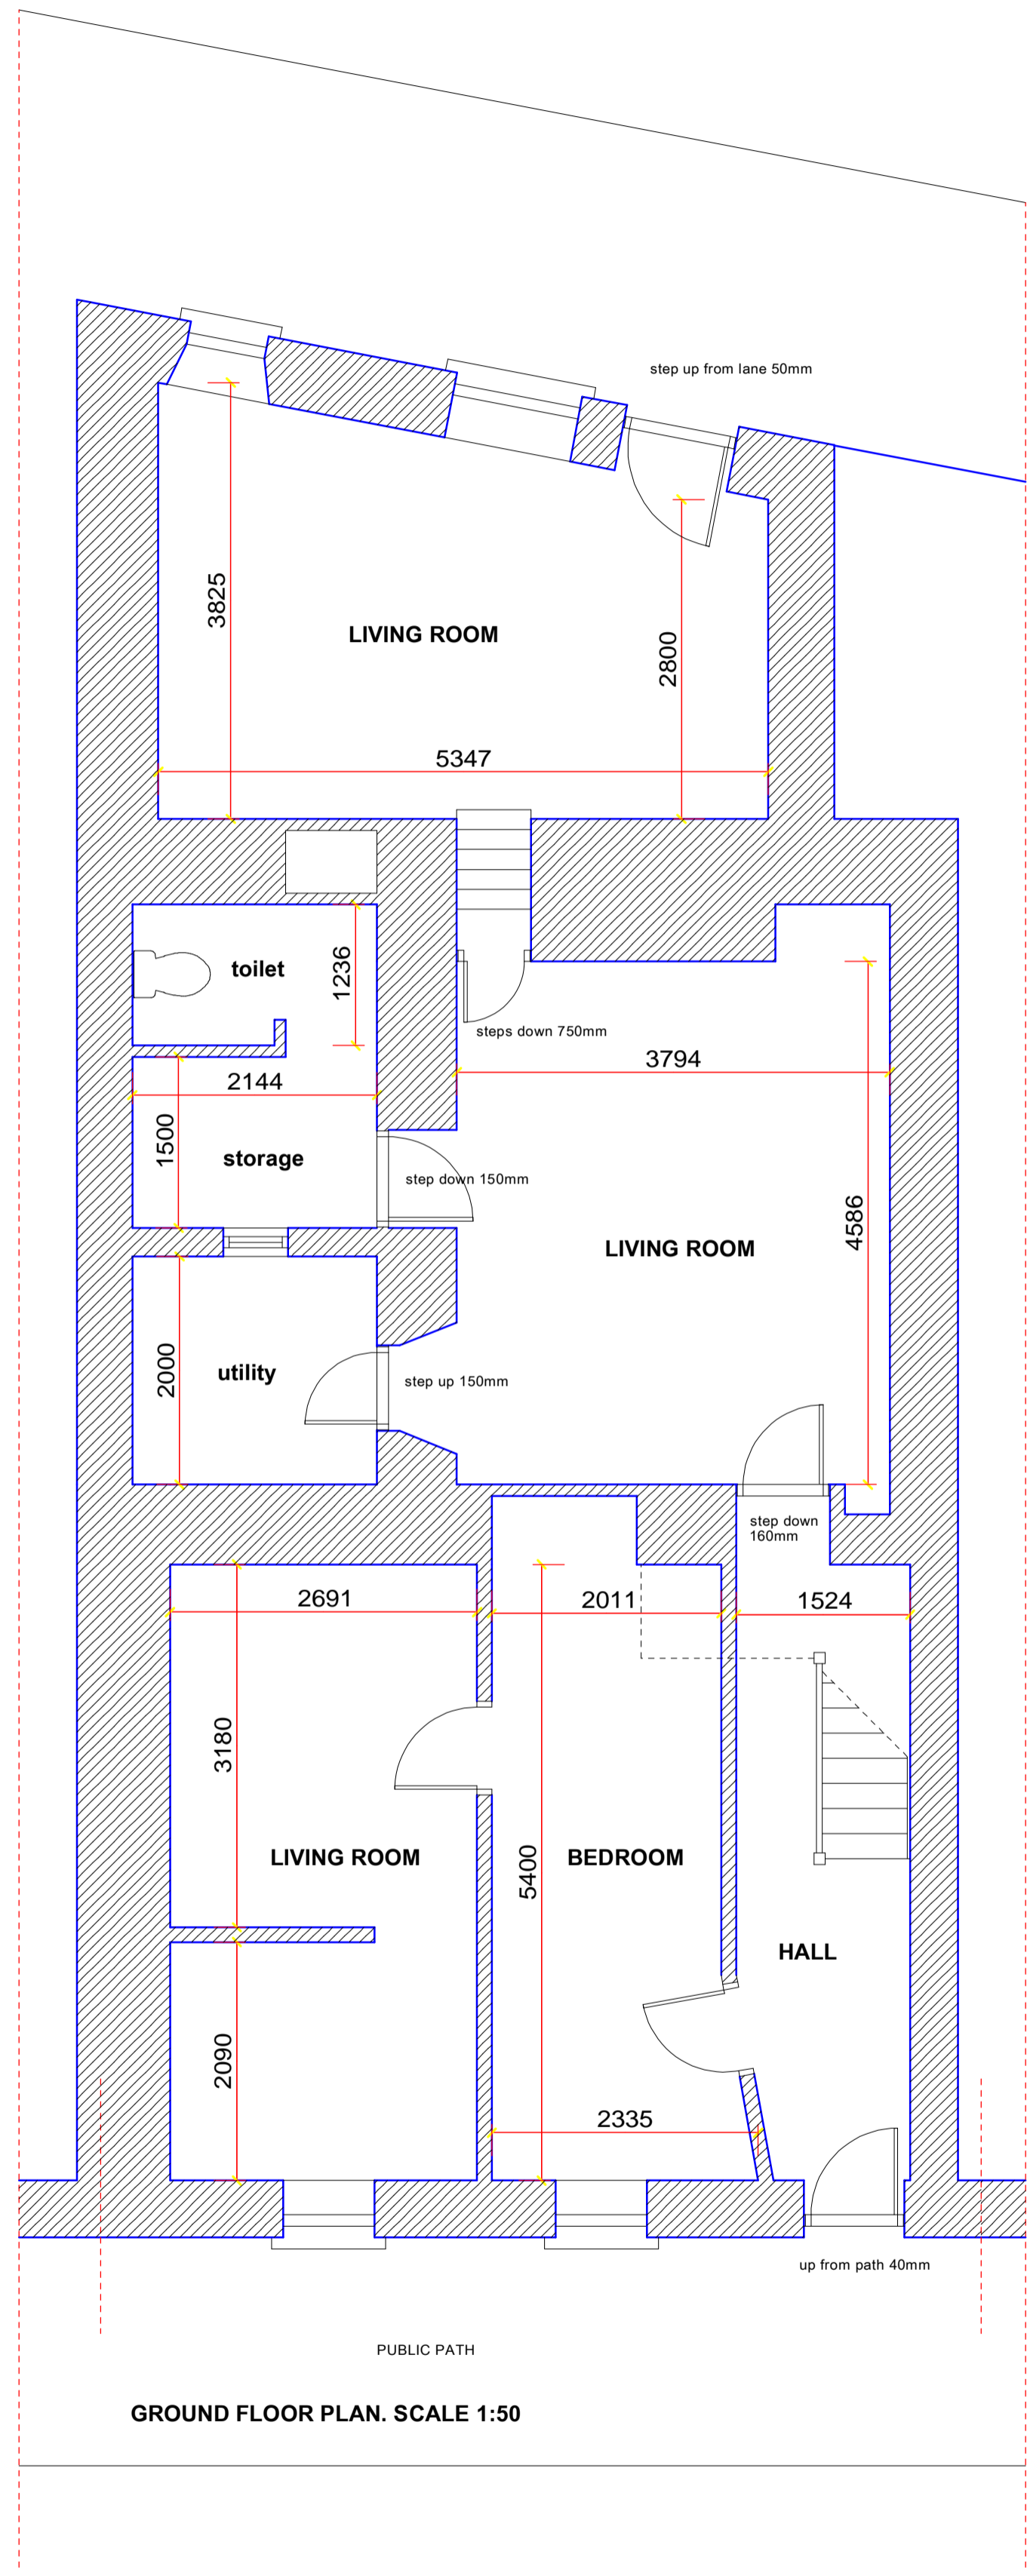 step up from lane 50mm
3825
LIVING ROOM
2800
5347
toilet
1236
steps down 750mm
3794
2144
1500
storage
step down 150mm
4586
LIVING ROOM
2000
utility
step up 150mm
step down
160mm
2691
2011
1524
3180
LIVING ROOM
5400
BEDROOM
HALL
2090
2335
up from path 40mm
PUBLIC PATH
GROUND FLOOR PLAN. SCALE 1:50